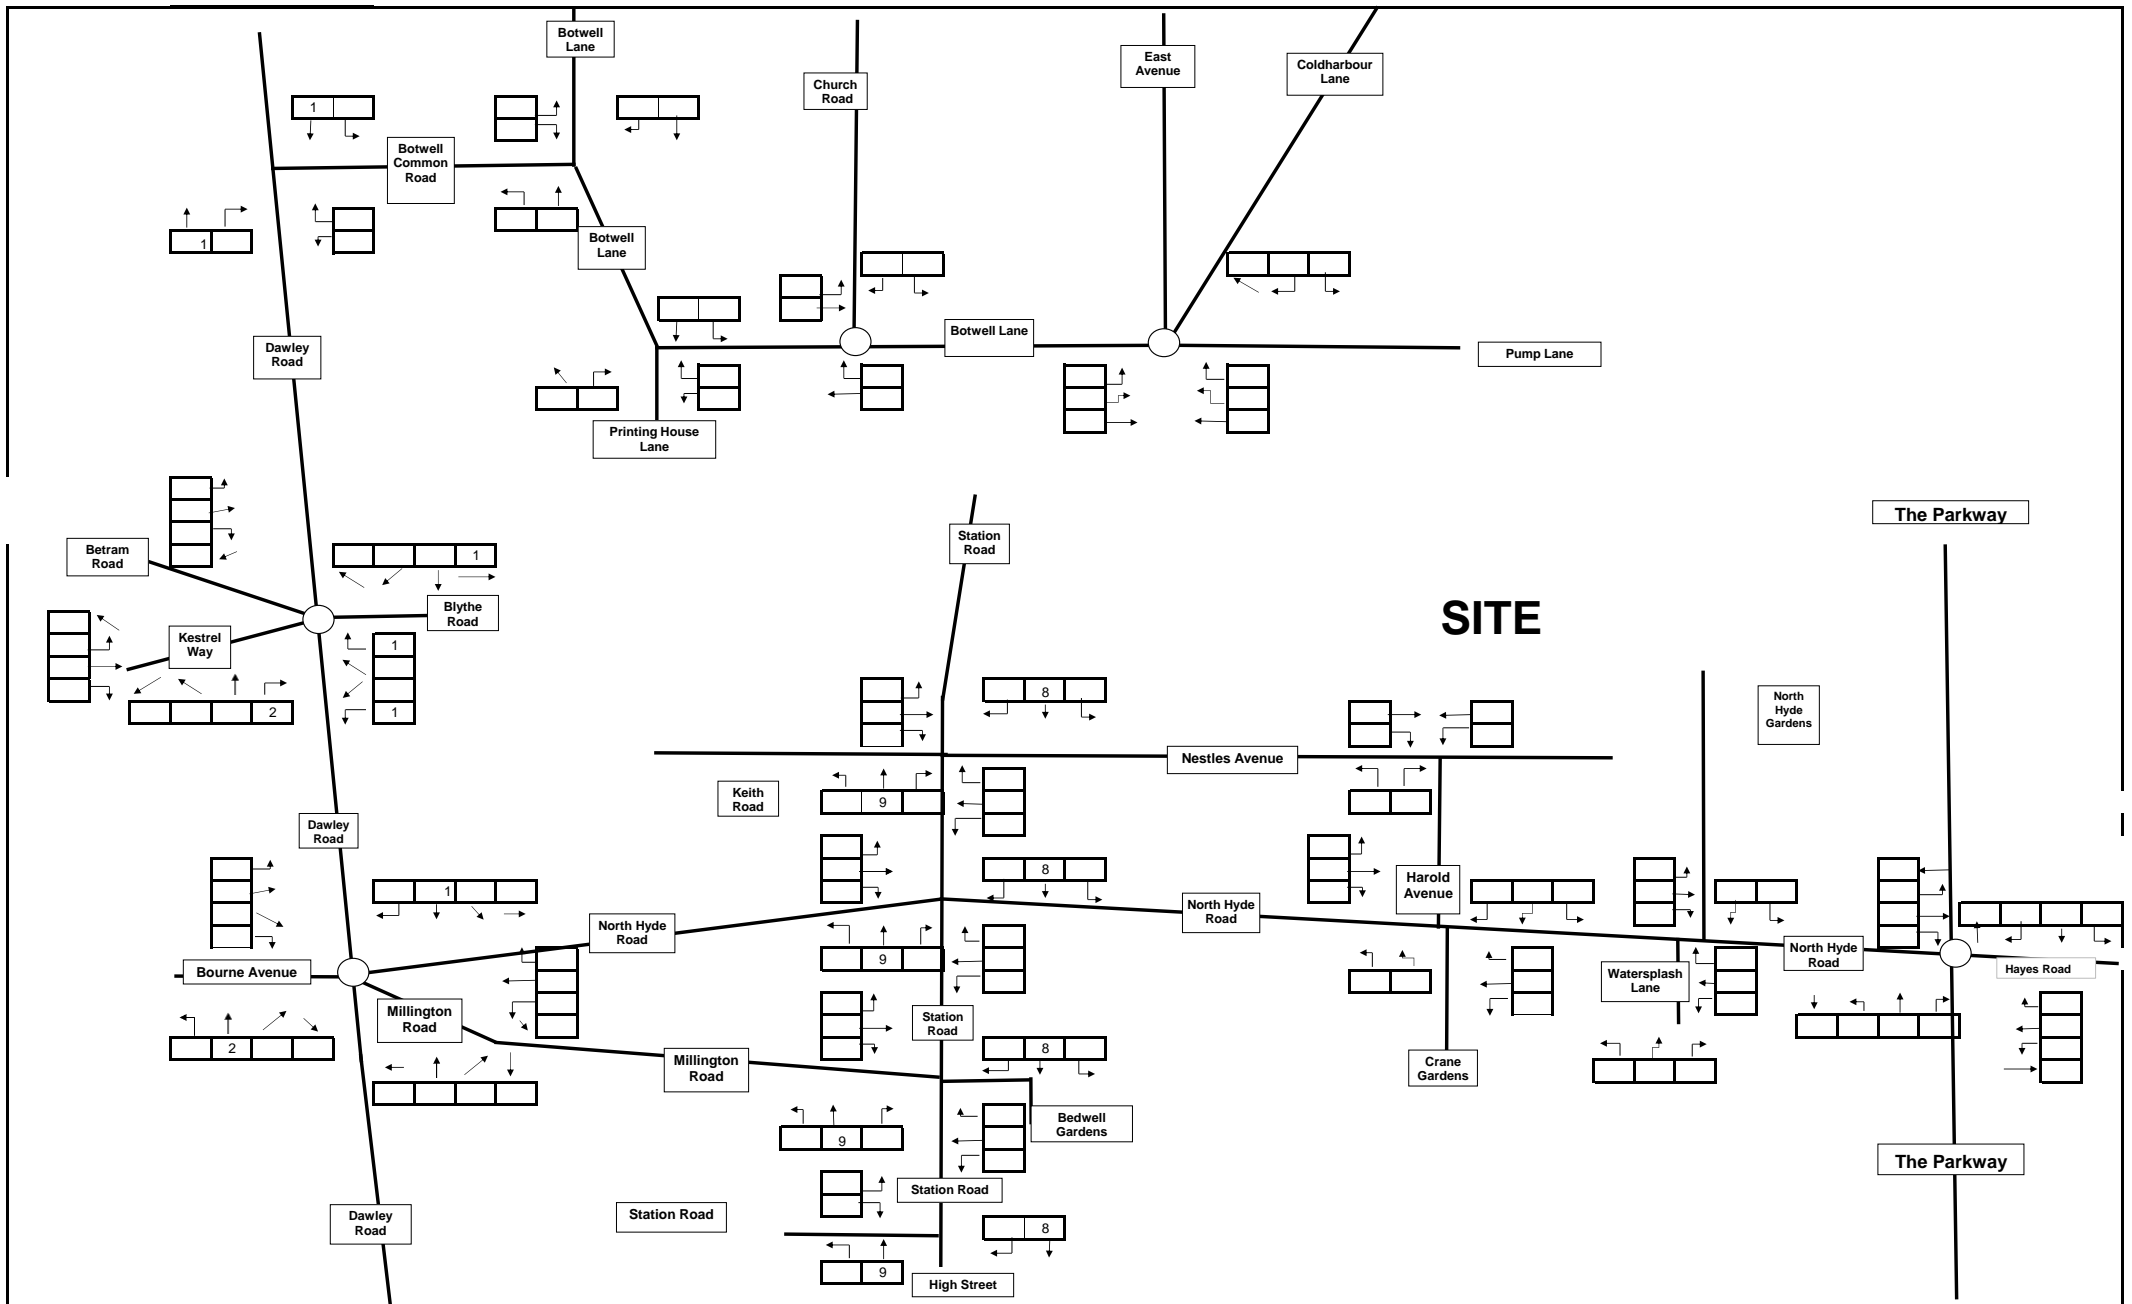 Botwell
Lane
East
Avenue
Coldharbour
Lane
Church
Road
1
Botwell
Common
Road
1
Botwell
Lane
Botwell Lane
Dawley
Road
Pump Lane
Printing House
Lane
The Parkway
Station
Road
Betram
Road
1
SITE
Blythe
Road
Kestrel
Way
1
2
1
8
North
Hyde
Gardens
Nestles Avenue
Keith
Road
9
Dawley
Road
8
1
Harold
Avenue
North Hyde
Road
North Hyde
Road
North Hyde
Road
9
Bourne Avenue
Hayes Road
Watersplash
Lane
Millington
Road
Station
Road
2
8
Millington
Road
Crane
Gardens
Bedwell
Gardens
9
The Parkway
Station Road
Station Road
Dawley
Road
8
9
High Street